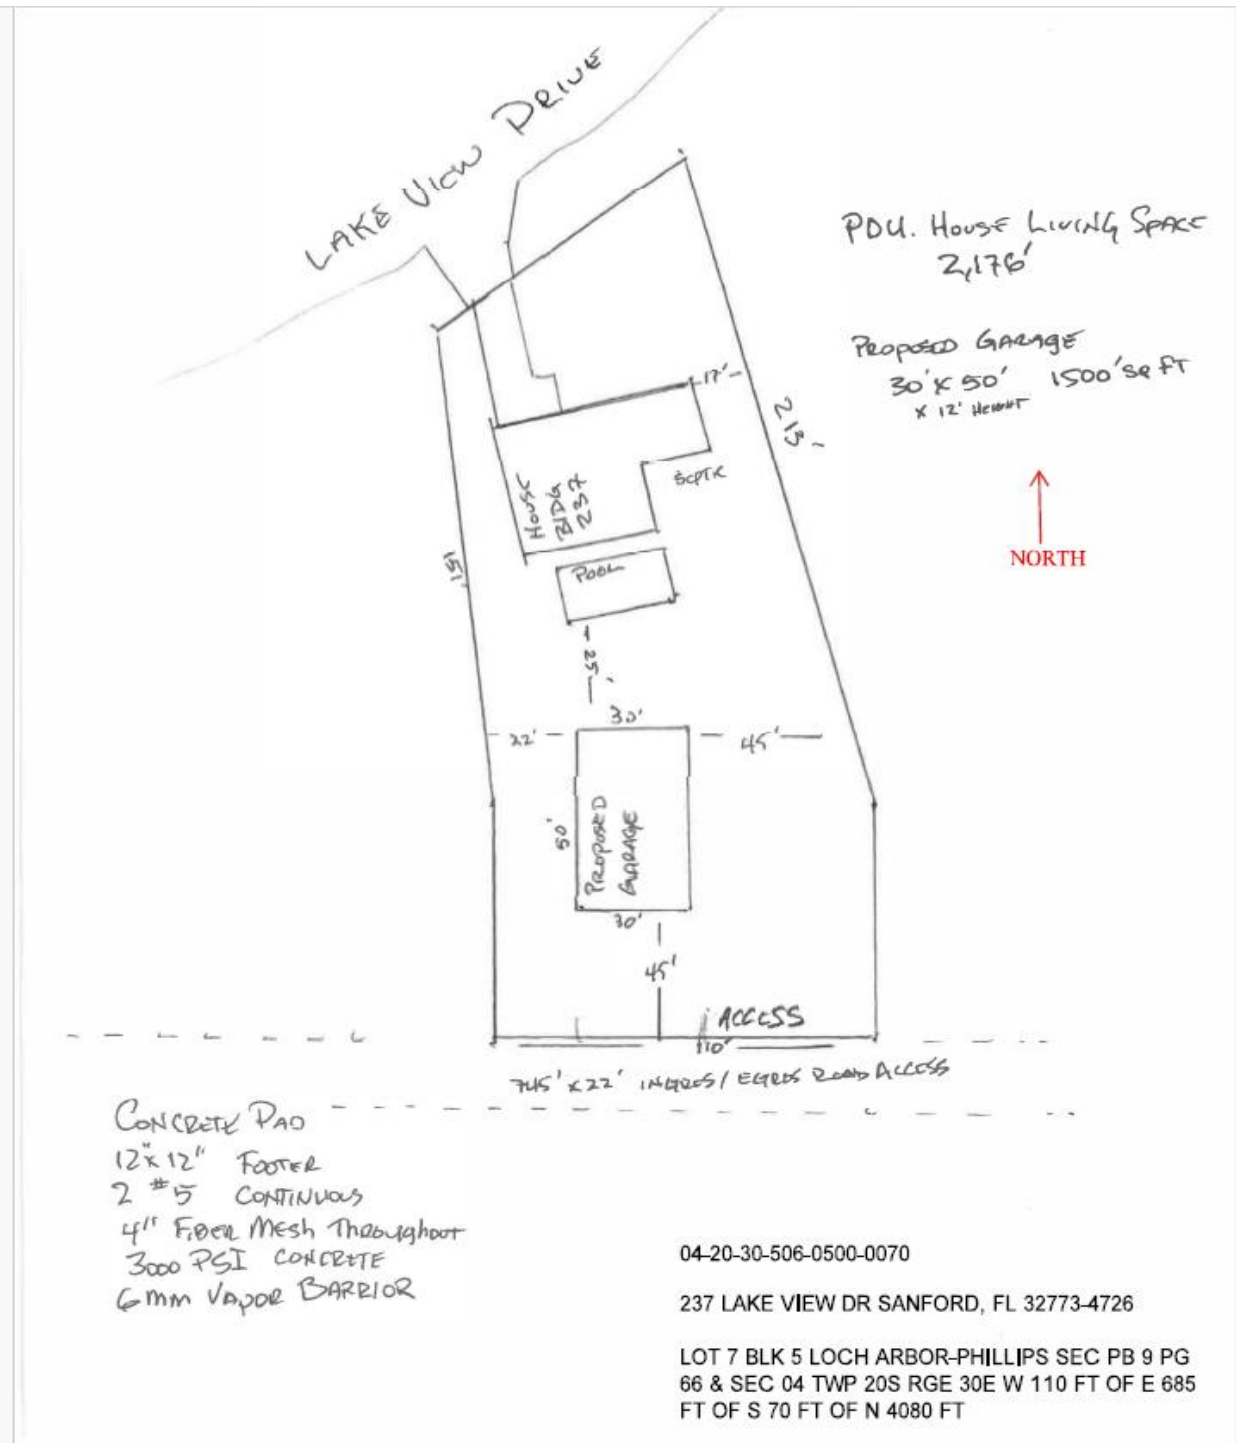 LAKE VIEW DRIVE
PDU. HOUSE LIVING SPACE
2,176'
PROPOSED GARAGE
30' X 50' 1500' SQ FT
X 12' HEIGHT
NORTH
17'
213'
HOUSE
BLDG
237
SEPTK
151'
POOL
25'
30'
22'
45'
50'
PROPOSED
GARAGE
30'
45'
ACCESS
110'
745' X 22' INGRES / EGRES ROAD ACCESS
CONCRETE PAD
12" X 12" FOOTER
2 #5 CONTINUOUS
4" FIBER MESH THROUGHOUT
3000 PSI CONCRETE
6mm VAPOR BARRIOR
04-20-30-506-0500-0070
237 LAKE VIEW DR SANFORD, FL 32773-4726
LOT 7 BLK 5 LOCH ARBOR-PHILLIPS SEC PB 9 PG
66 & SEC 04 TWP 20S RGE 30E W 110 FT OF E 685
FT OF S 70 FT OF N 4080 FT